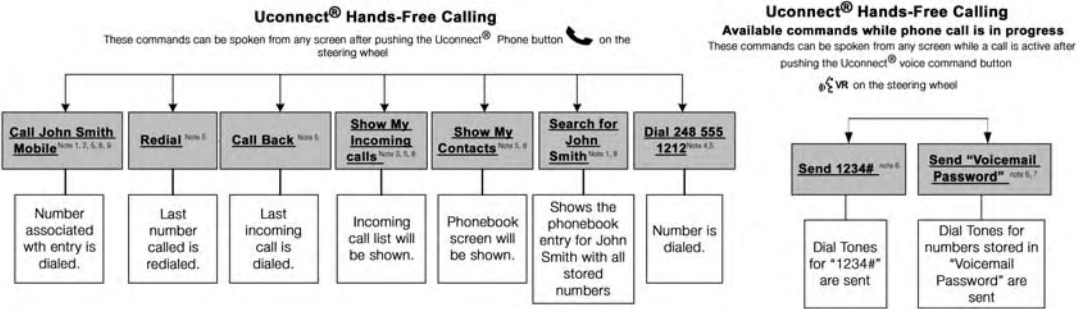 Uconnect® Hands-Free Calling
These commands can be spoken from any screen after pushing the Uconnect® Phone button on the
steering wheel
Call John Smith
Mobile Note 1, 2, 5, 8, 9
Redial Note 5
Call Back Note 5
Show My
Incoming
calls Note 3, 5, 8
Show My
Contacts Note 5, 8
Search for
John
Smith Note 1, 8
Dial 248 555
1212 Note 4,5
Number
associated
wth entry is
dialed.
Last
number
called is
redialed.
Last
incoming
call is
dialed.
Incoming
call list will
be shown.
Phonebook
screen will
be shown.
Shows the
phonebook
entry for John
Smith with all
stored
numbers
Number is
dialed.
Uconnect® Hands-Free Calling
Available commands while phone call is in progress
These commands can be spoken from any screen while a call is active after
pushing the Uconnect® voice command button
VR on the steering wheel
Send 1234# note 6
Send "Voicemail
Password" note 6, 7
Dial Tones
for "1234#"
are sent
Dial Tones for
numbers stored in
"Voicemail
Password" are
sent